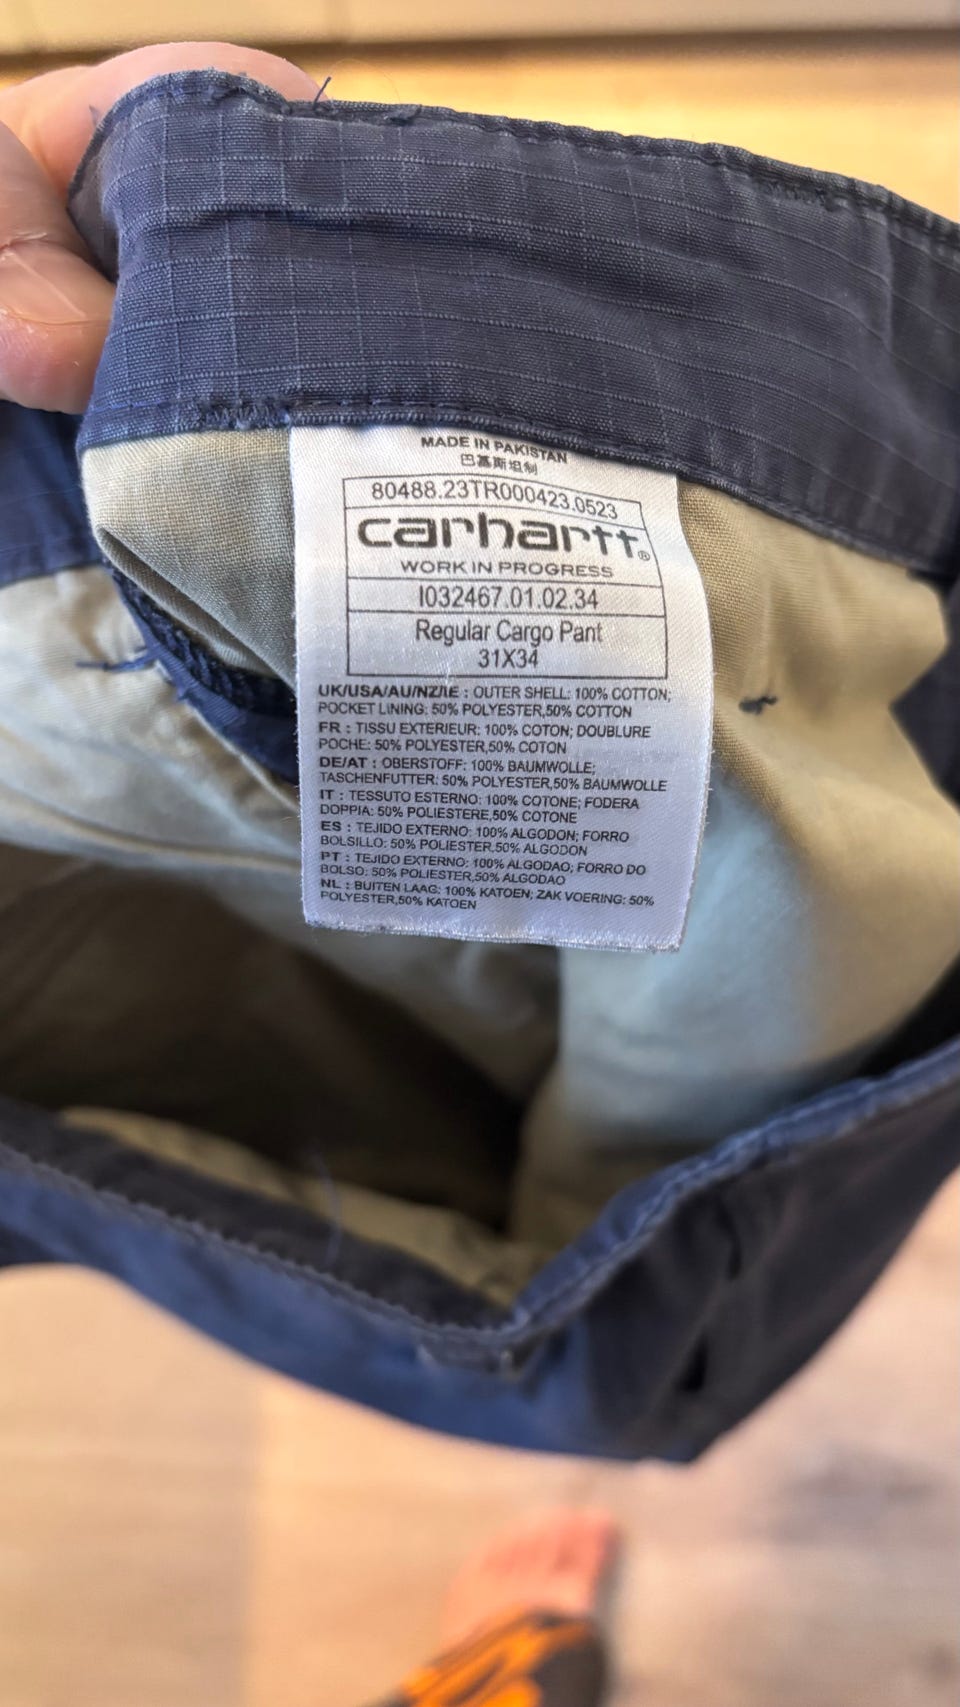 MADE IN PAKISTAN
巴基斯坦制
80488.23TR000423.0523
carhartt®
WORK IN PROGRESS
I032467.01.02.34
Regular Cargo Pant
31X34
UK/USA/AU/NZ/IE : OUTER SHELL: 100% COTTON;
POCKET LINING: 50% POLYESTER,50% COTTON
FR : TISSU EXTERIEUR: 100% COTON; DOUBLURE
POCHE: 50% POLYESTER,50% COTON
DE/AT : OBERSTOFF: 100% BAUMWOLLE;
TASCHENFUTTER: 50% POLYESTER,50% BAUMWOLLE
IT : TESSUTO ESTERNO: 100% COTONE; FODERA
DOPPIA: 50% POLIESTERE,50% COTONE
ES : TEJIDO EXTERNO: 100% ALGODON; FORRO
BOLSILLO: 50% POLIESTER,50% ALGODON
PT : TEJIDO EXTERNO: 100% ALGODAO; FORRO DO
BOLSO: 50% POLIESTER,50% ALGODAO
NL : BUITEN LAAG: 100% KATOEN; ZAK VOERING: 50%
POLYESTER,50% KATOEN